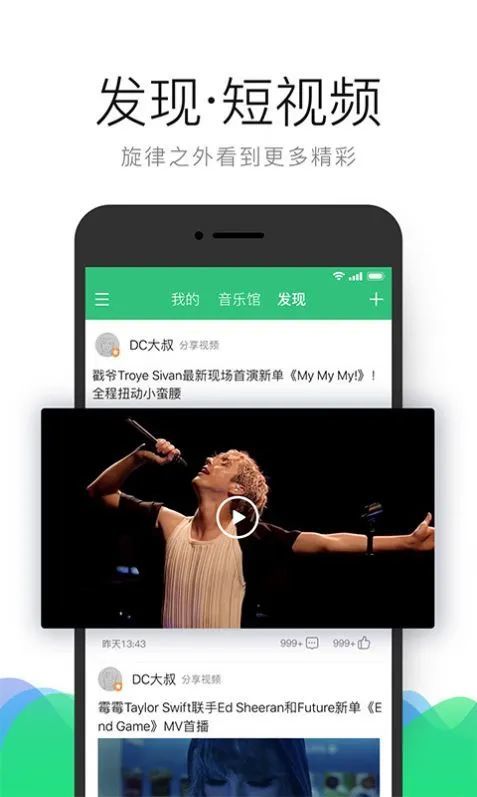 发现·短视频
旋律之外看到更多精彩
我的 音乐馆 发现
DC大叔 分享视频
戳爷Troye Sivan最新现场首演新单《My My My!》!
全程扭动小蛮腰
昨天13:43 999+ 999+
DC大叔 分享视频
霉霉Taylor Swift联手Ed Sheeran和Future新单《E
nd Game》MV首播